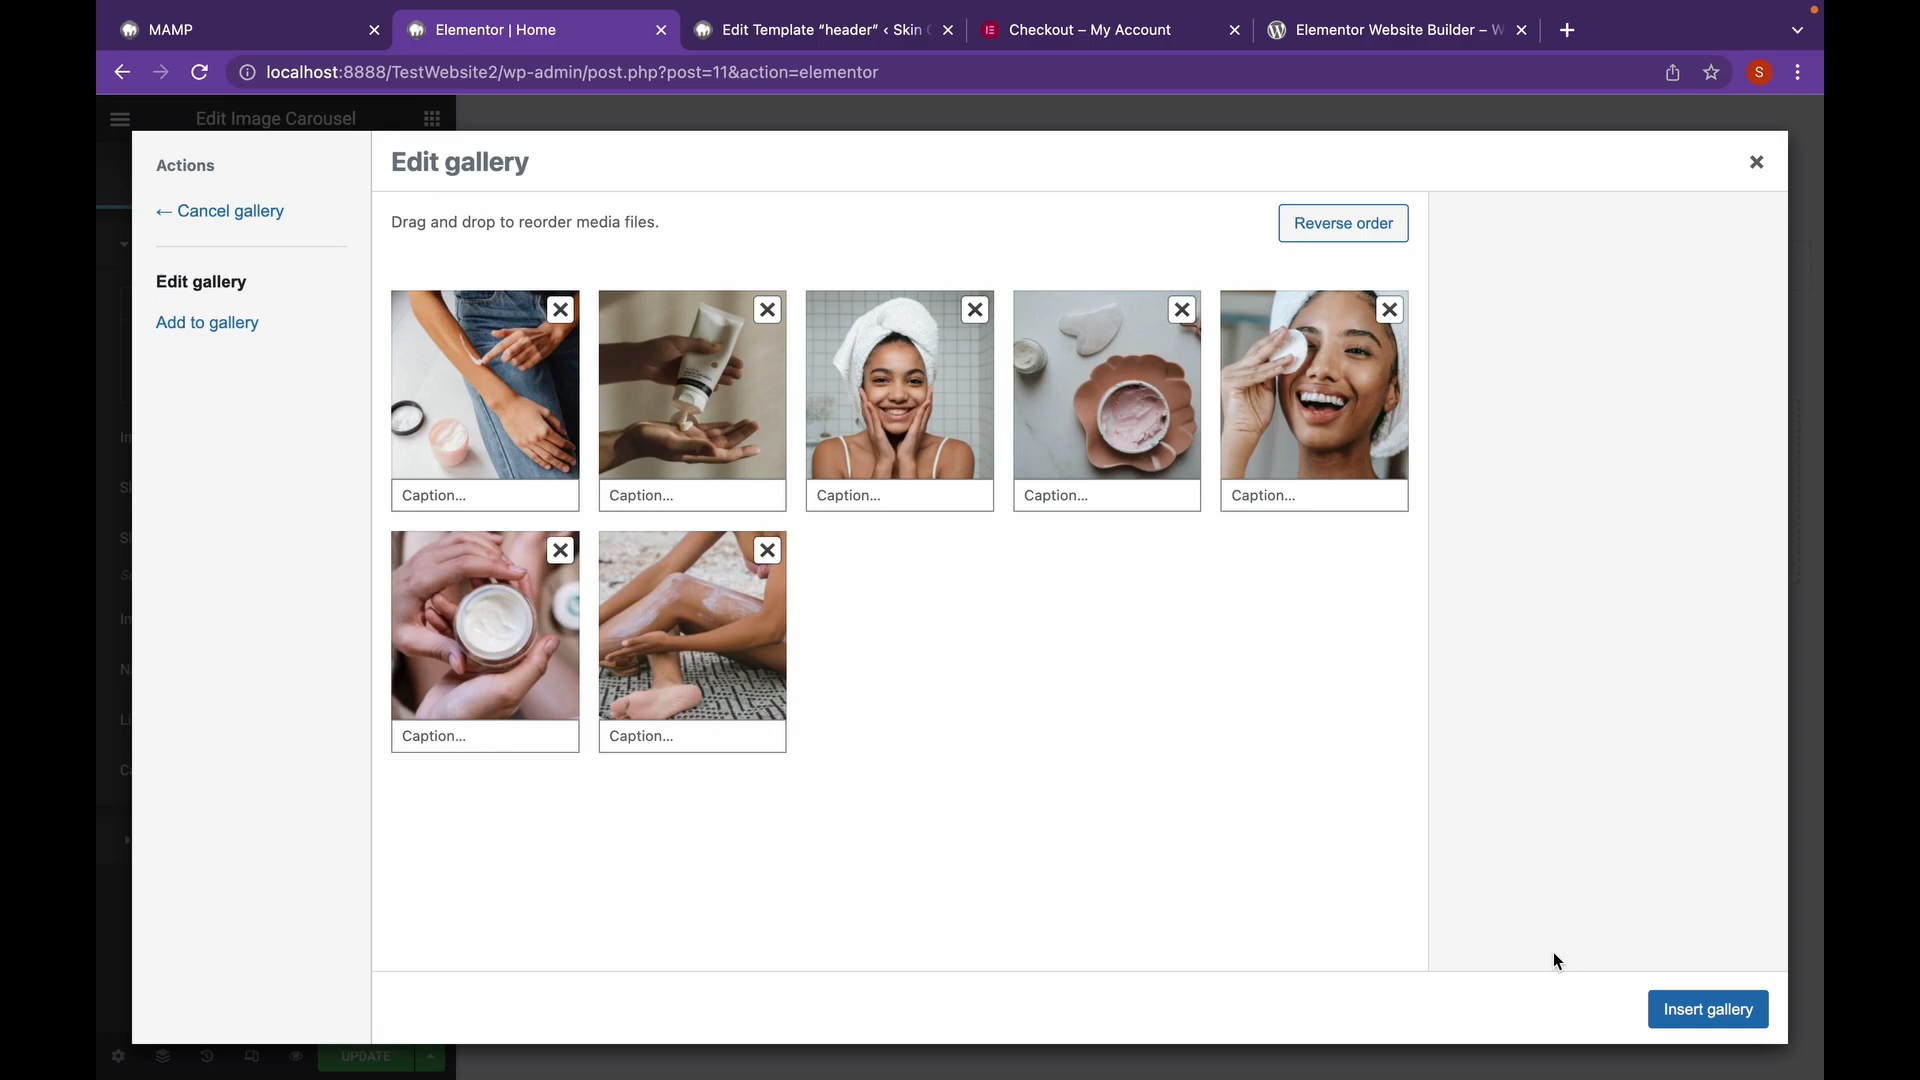 MAMP
Elementor | Home
Edit Template “header” ‹ Skin
Checkout – My Account
Elementor Website Builder – W
localhost:8888/TestWebsite2/wp-admin/post.php?post=11&action=elementor
S
Edit Image Carousel
Actions
Edit gallery
← Cancel gallery
Drag and drop to reorder media files.
Reverse order
Edit gallery
Add to gallery
Caption...
Caption...
Caption...
Caption...
Caption...
Caption...
Caption...
Insert gallery
UPDATE